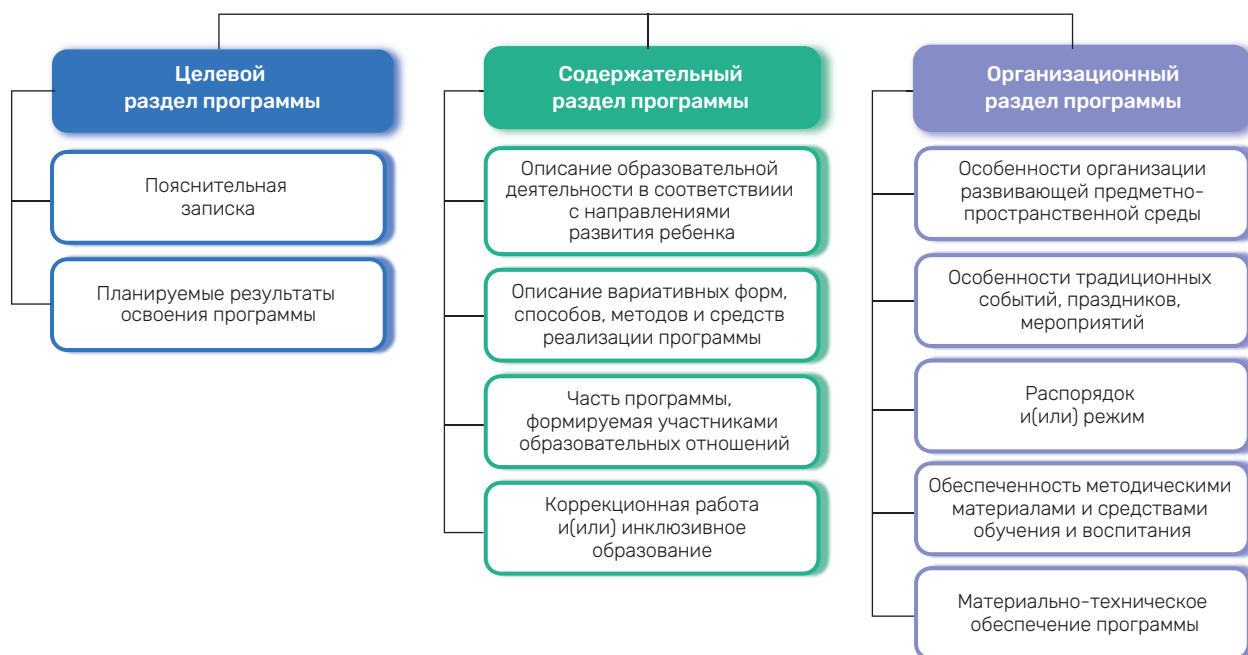 Целевой
раздел программы
Пояснительная
записка
Планируемые результаты
освоения программы
Содержательный
раздел программы
Описание образовательной
деятельности в соответствиии
с направлениями
развития ребенка
Описание вариативных форм,
способов, методов и средств
реализации программы
Часть программы,
формируемая участниками
образовательных отношений
Коррекционная работа
и(или) инклюзивное
образование
Организационный
раздел программы
Особенности организации
развивающей предметно-
пространственной среды
Особенности традиционных
событий, праздников,
мероприятий
Распорядок
и(или) режим
Обеспеченность методическими
материалами и средствами
обучения и воспитания
Материально-техническое
обеспечение программы